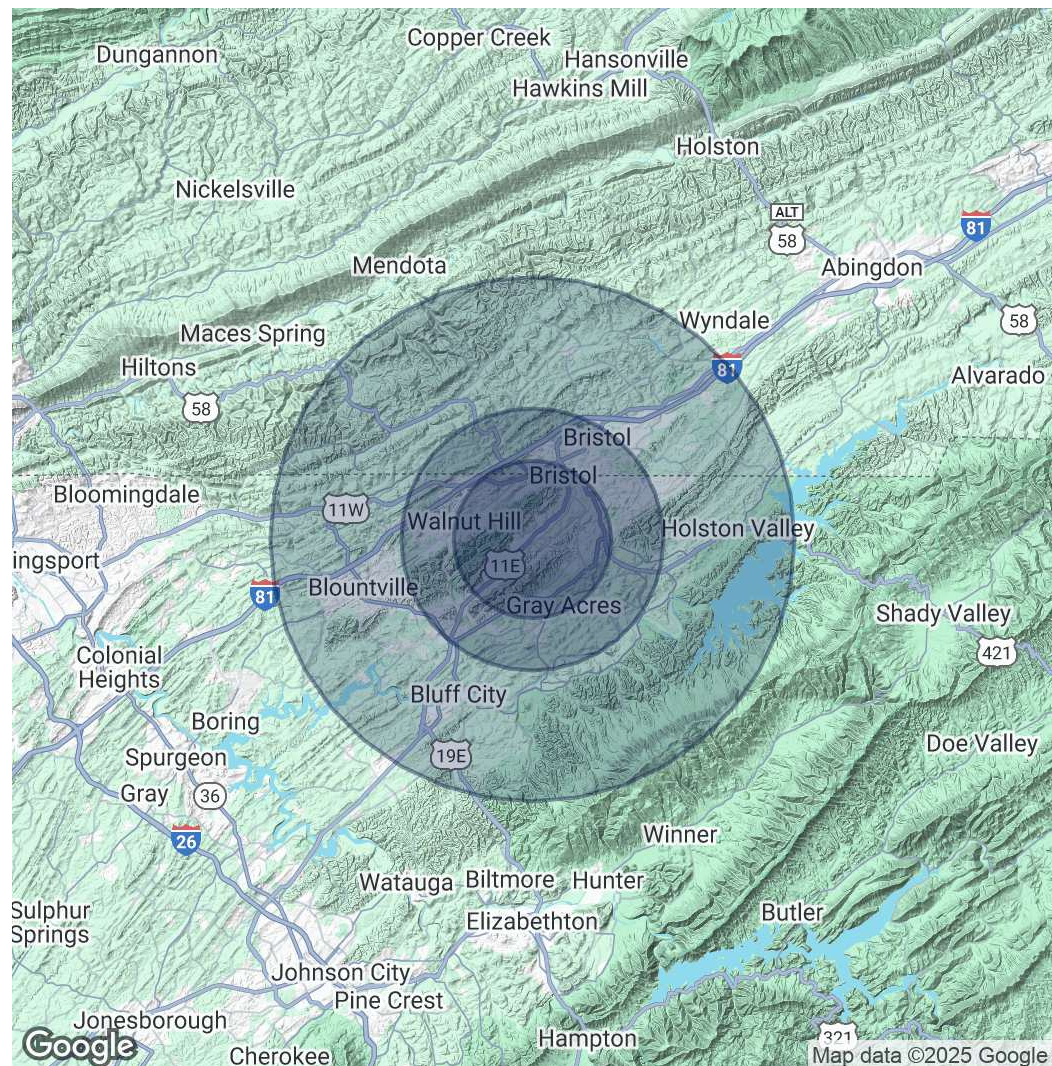 Copper Creek
Dungannon
Hansonville
Hawkins Mill
Holston
Nickelsville
ALT
58
81
Mendota
Abingdon
Maces Spring
Wyndale
58
Hiltons
81
Alvarado
58
Bristol
Bristol
Bloomingdale
11W
Walnut Hill
Holston Valley
ingsport
11E
Blountville
81
Gray Acres
Shady Valley
421
Colonial
Heights
Bluff City
Boring
Spurgeon
19E
Doe Valley
Gray
36
26
Winner
Watauga
Biltmore
Hunter
Sulphur
Springs
Elizabethton
Butler
Johnson City
Pine Crest
Jonesborough
Hampton
321
Google
Cherokee
Map data ©2025 Google